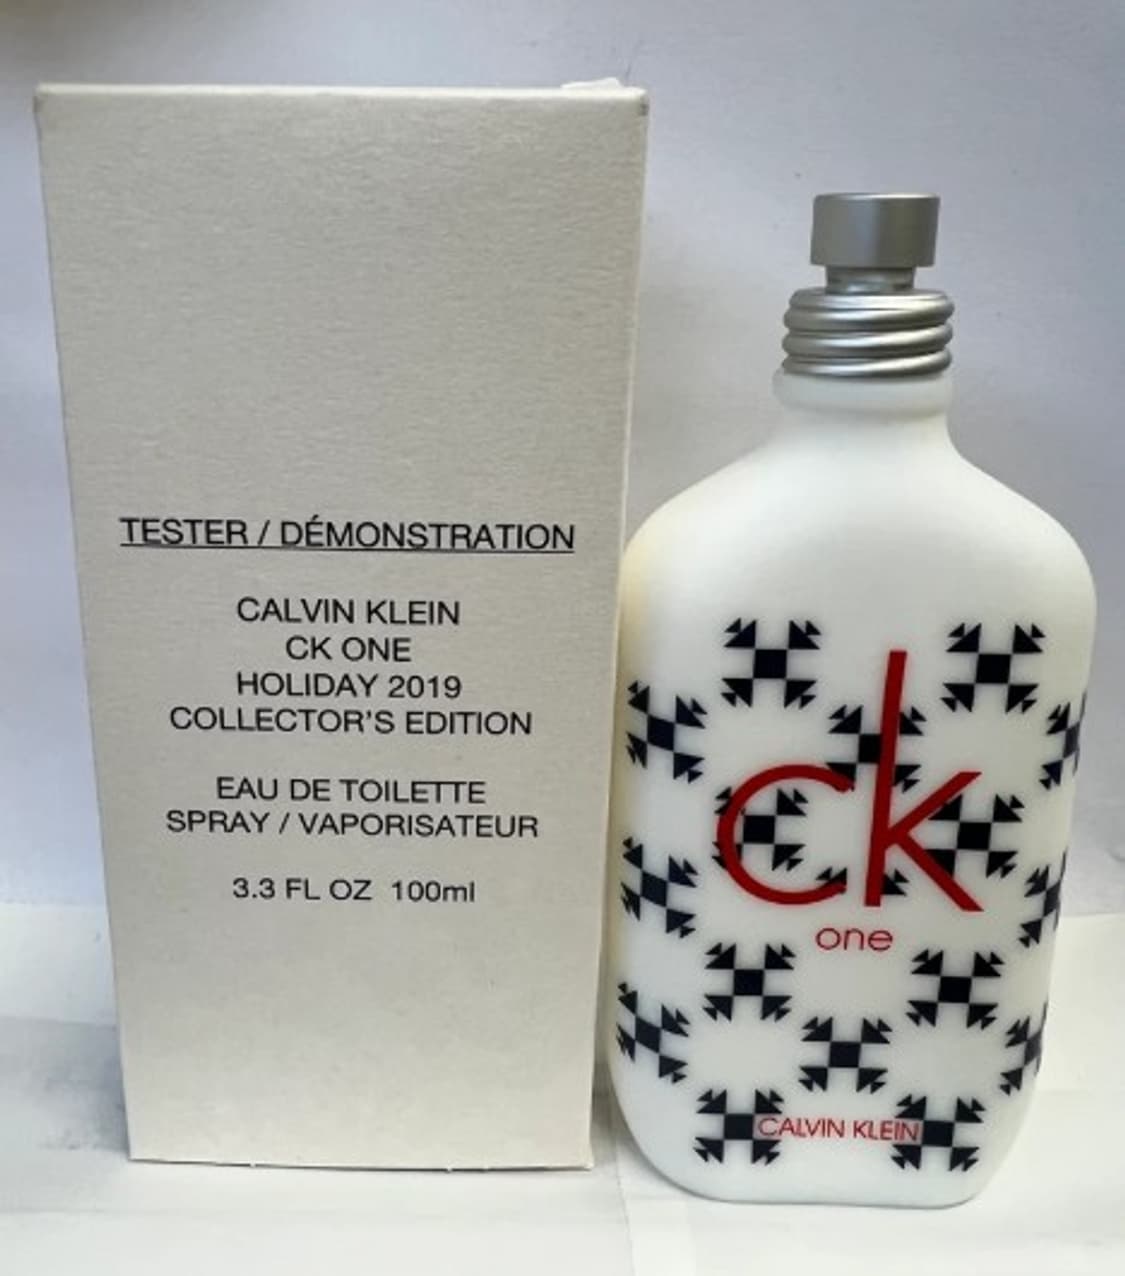 TESTER / DÉMONSTRATION
CALVIN KLEIN
CK ONE
HOLIDAY 2019
COLLECTOR'S EDITION
EAU DE TOILETTE
SPRAY / VAPORISATEUR
3.3 FL OZ 100ml
ck
one
CALVIN KLEIN